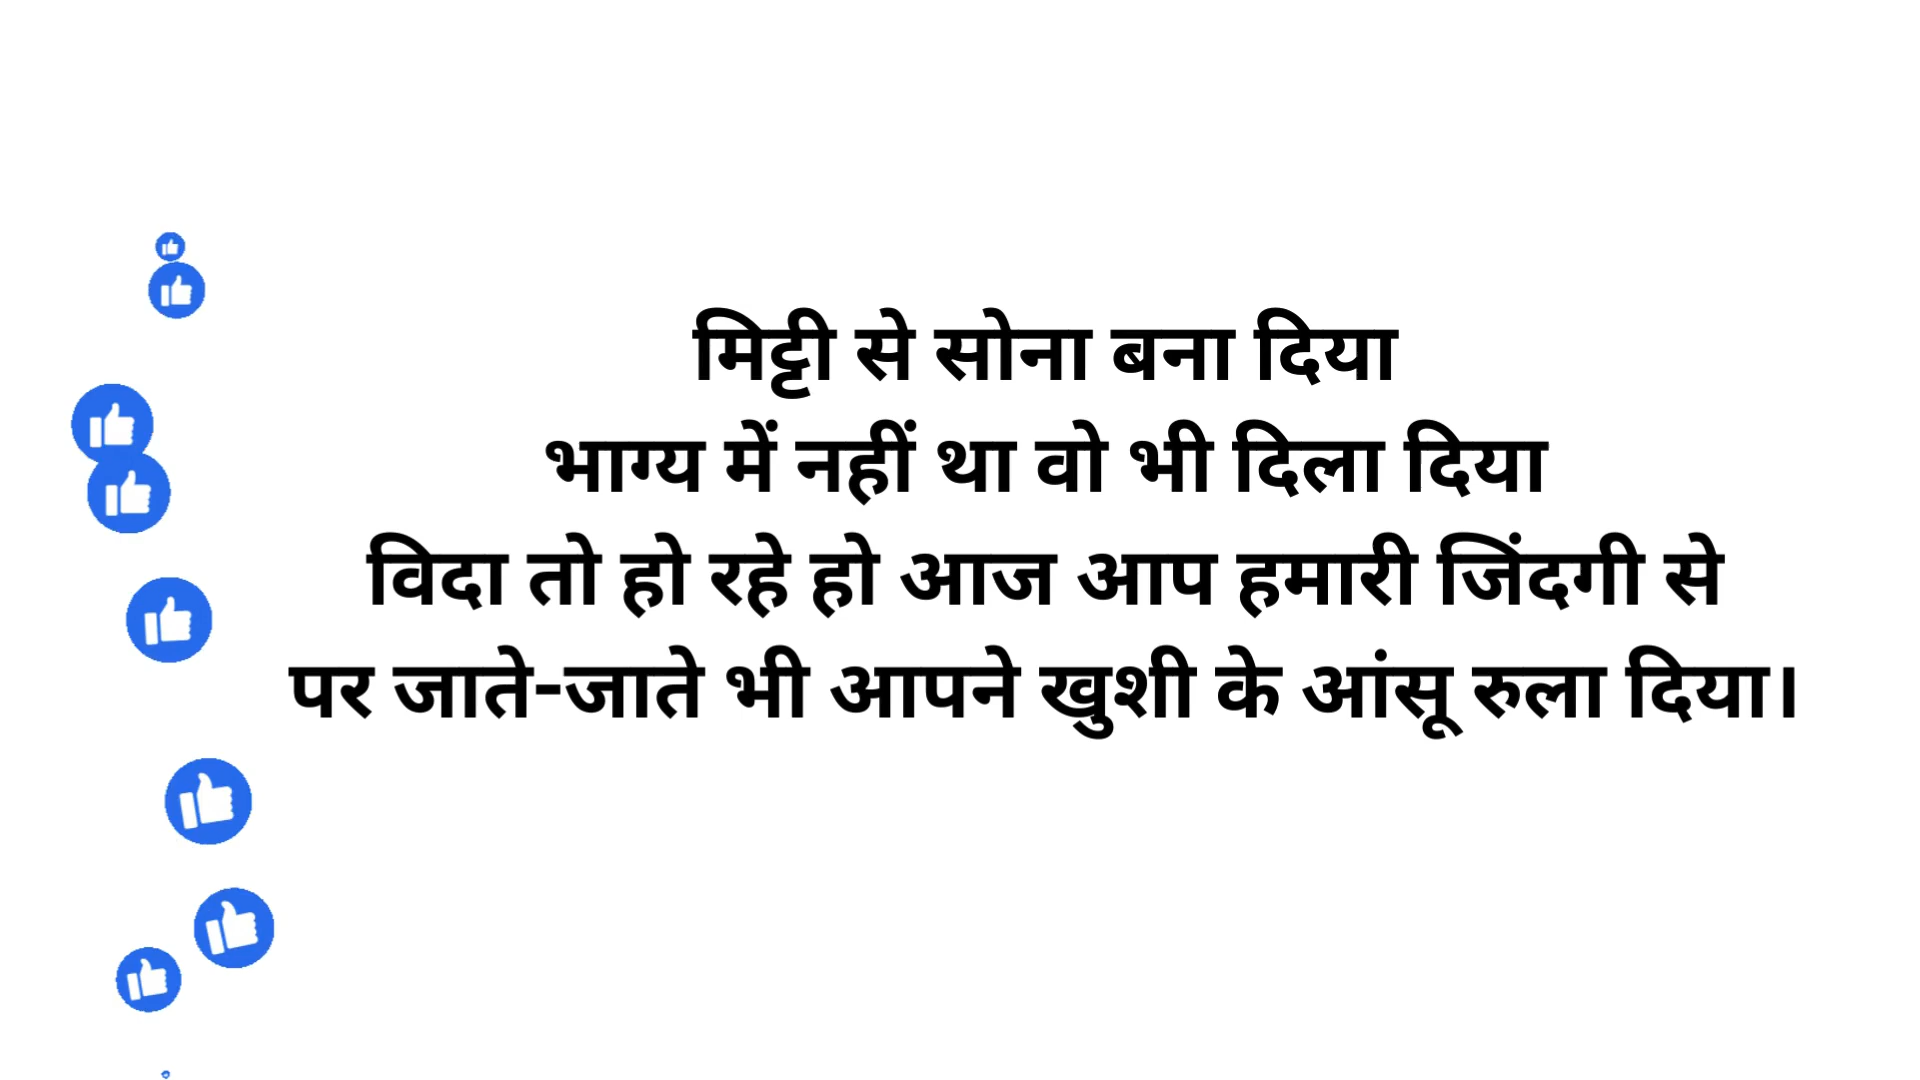 मिट्टी से सोना बना दिया
भाग्य में नहीं था वो भी दिला दिया
विदा तो हो रहे हो आज आप हमारी जिंदगी से
पर जाते-जाते भी आपने खुशी के आंसू रुला दिया।